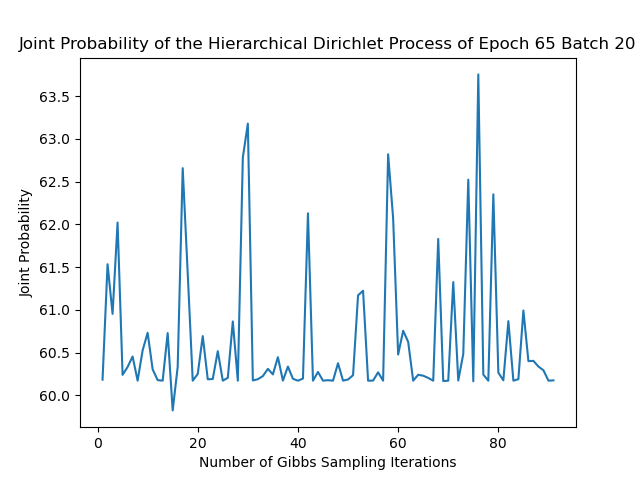 Joint Probability of the Hierarchical Dirichlet Process of Epoch 65 Batch 20
63.5
63.0
62.5
62.0
61.5
61.0
60.5
60.0
Joint Probability
0 20 40 60 80
Number of Gibbs Sampling Iterations